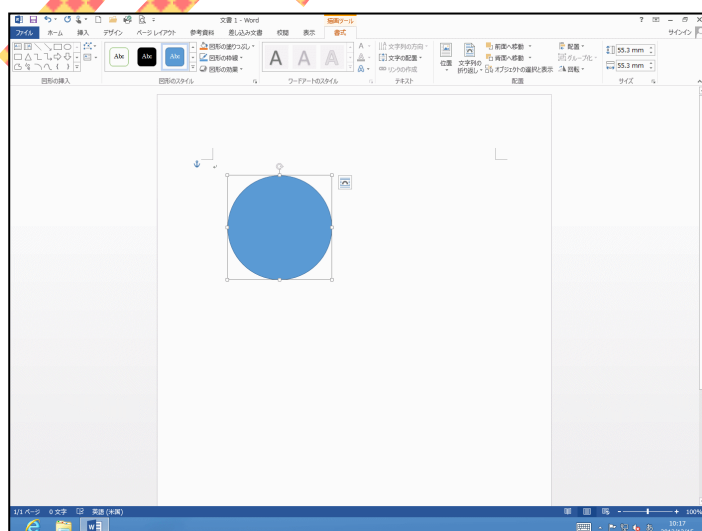 文書 1 - Word
描画ツール
ファイル ホーム 挿入 デザイン ページ レイアウト 参考資料 差し込み文書 校閲 表示 書式
サインイン
Abc Abc Abc
図形の塗りつぶし
図形の枠線
図形の効果
A A A
文字列の方向
文字の配置
リンクの作成
位置
文字列の
折り返し
前面へ移動
背面へ移動
オブジェクトの選択と表示
配置
グループ化
回転
55.3 mm
55.3 mm
図形の挿入 図形のスタイル ワードアートのスタイル テキスト 配置 サイズ
1/1 ページ 0 文字 英語 (米国)
100%
10:17